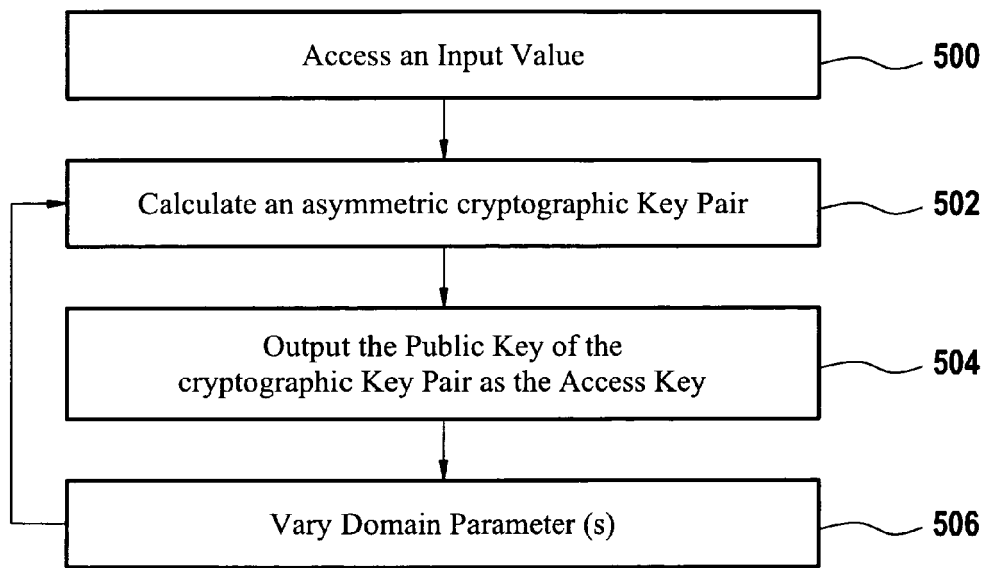 Access an Input Value
500
Calculate an asymmetric cryptographic Key Pair
502
Output the Public Key of the
cryptographic Key Pair as the Access Key
504
Vary Domain Parameter (s)
506